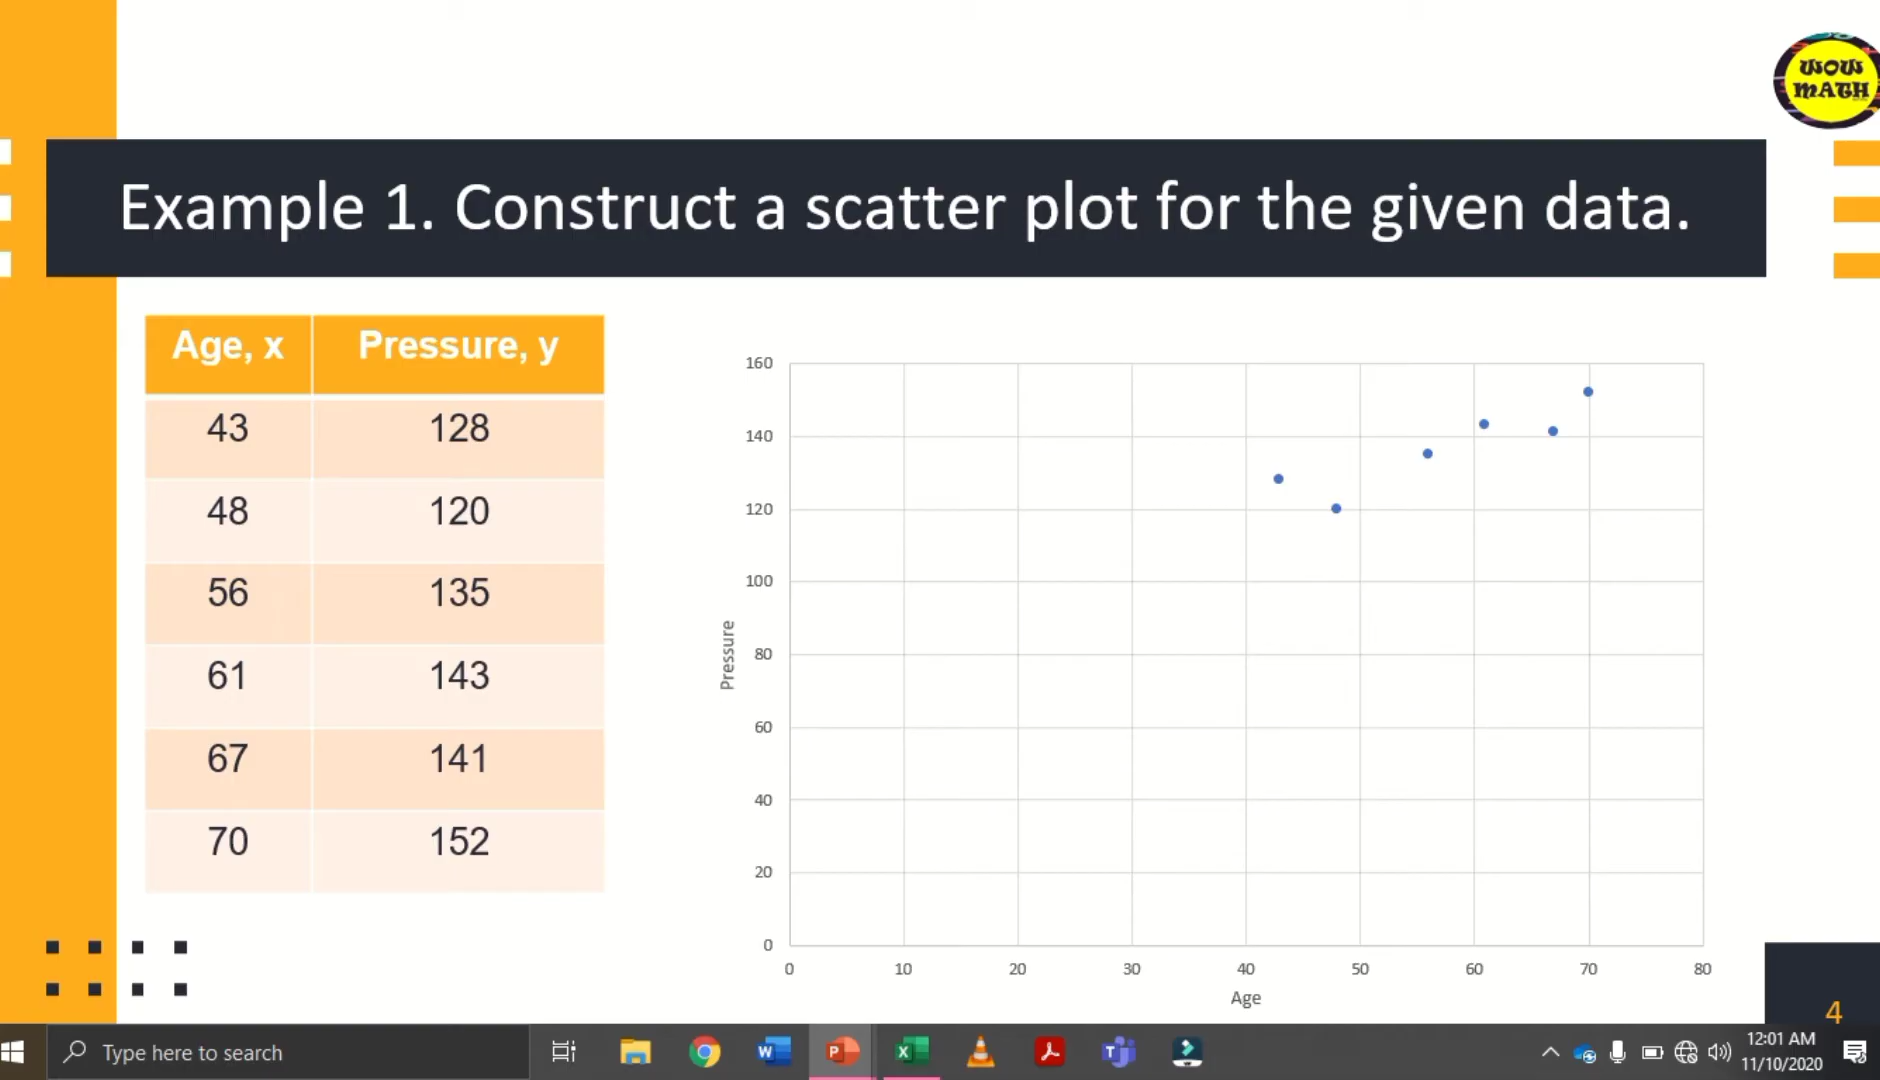 WOW
MATH
Example 1. Construct a scatter plot for the given data.
Age, x Pressure, y
43 128
48 120
56 135
61 143
67 141
70 152
160
140
120
100
80
60
40
20
0
Pressure
0 10 20 30 40 50 60 70 80
Age
4
Type here to search
12:01 AM
11/10/2020